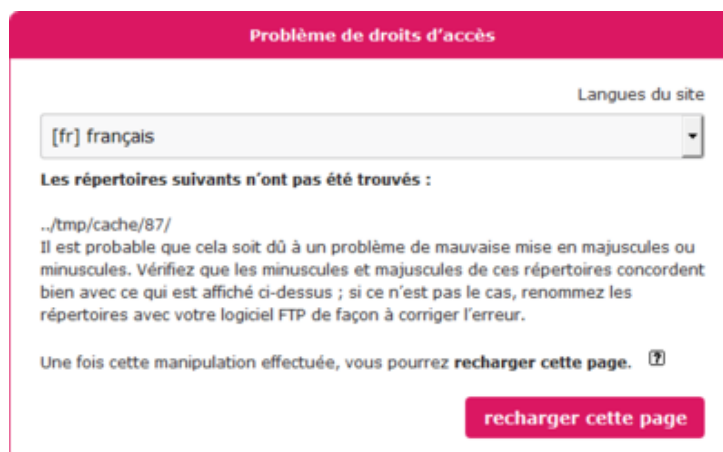 Problème de droits d’accès
Langues du site
[fr] français
Les répertoires suivants n’ont pas été trouvés :
../tmp/cache/87/
Il est probable que cela soit dû à un problème de mauvaise mise en majuscules ou
minuscules. Vérifiez que les minuscules et majuscules de ces répertoires concordent
bien avec ce qui est affiché ci-dessus ; si ce n’est pas le cas, renommez les
répertoires avec votre logiciel FTP de façon à corriger l’erreur.
Une fois cette manipulation effectuée, vous pourrez recharger cette page. ?
recharger cette page